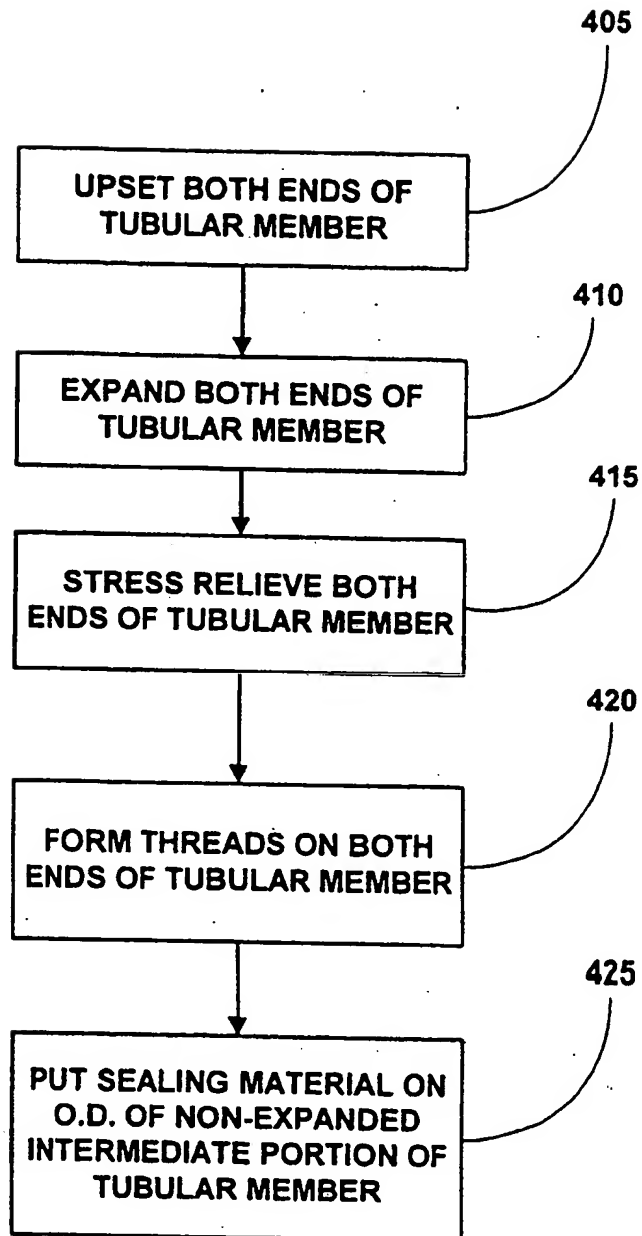 405
UPSET BOTH ENDS OF
TUBULAR MEMBER
410
EXPAND BOTH ENDS OF
TUBULAR MEMBER
415
STRESS RELIEVE BOTH
ENDS OF TUBULAR MEMBER
420
FORM THREADS ON BOTH
ENDS OF TUBULAR MEMBER
425
PUT SEALING MATERIAL ON
O.D. OF NON-EXPANDED
INTERMEDIATE PORTION OF
TUBULAR MEMBER